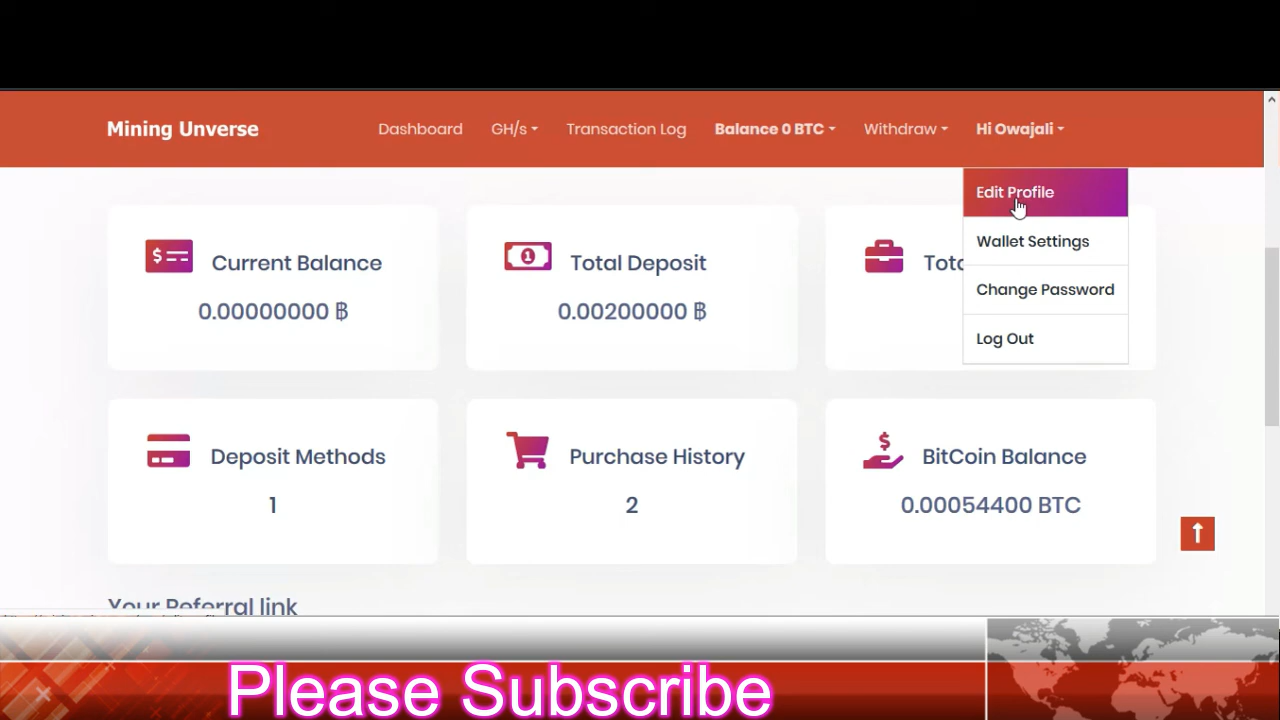 Mining Unverse
Dashboard GH/s Transaction Log Balance 0 BTC Withdraw Hi Owajali
Edit Profile
Wallet Settings
Change Password
Log Out
Current Balance
0.00000000 ฿
Total Deposit
0.00200000 ฿
Deposit Methods
1
Purchase History
2
BitCoin Balance
0.00054400 BTC
Your Referral link
Please Subscribe